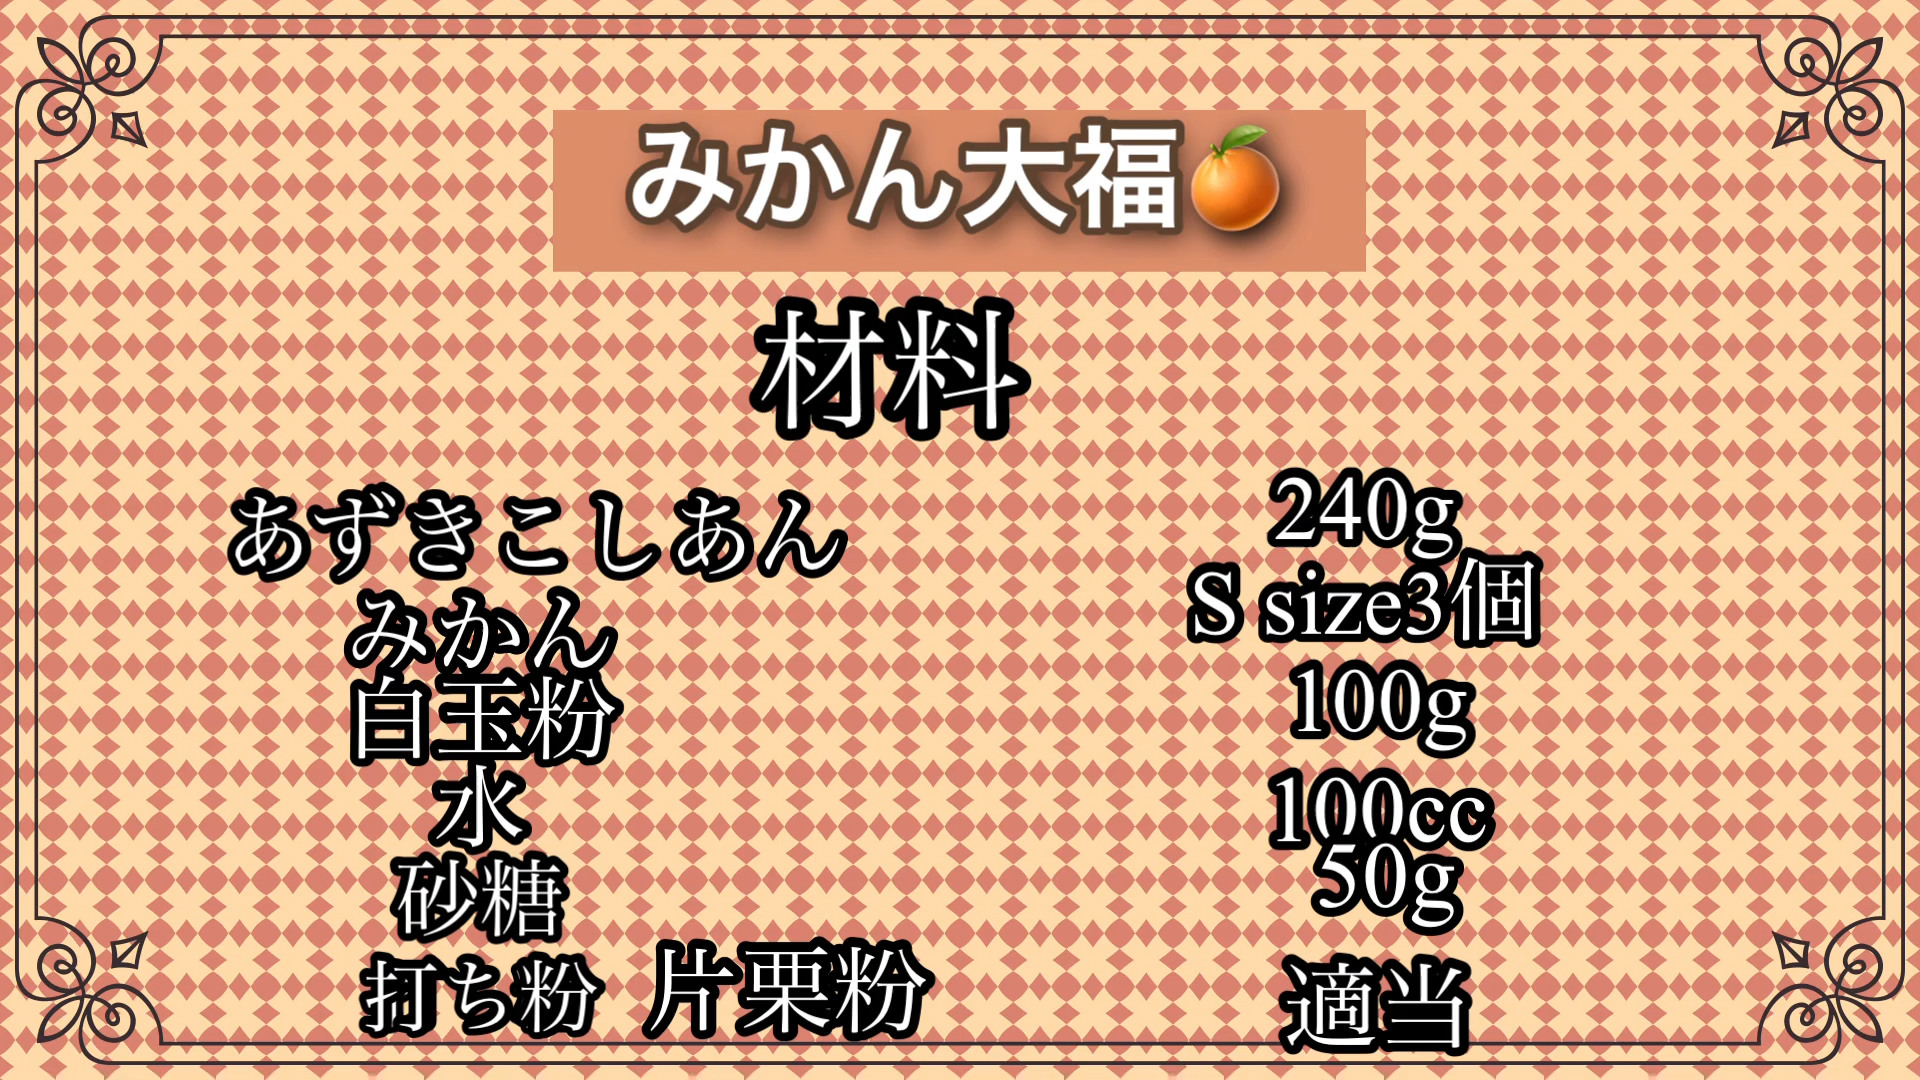 みかん大福🍊
材料
あずきこしあん 240g
みかん S size3個
白玉粉 100g
水 100cc
砂糖 50g
打ち粉 片栗粉 適当